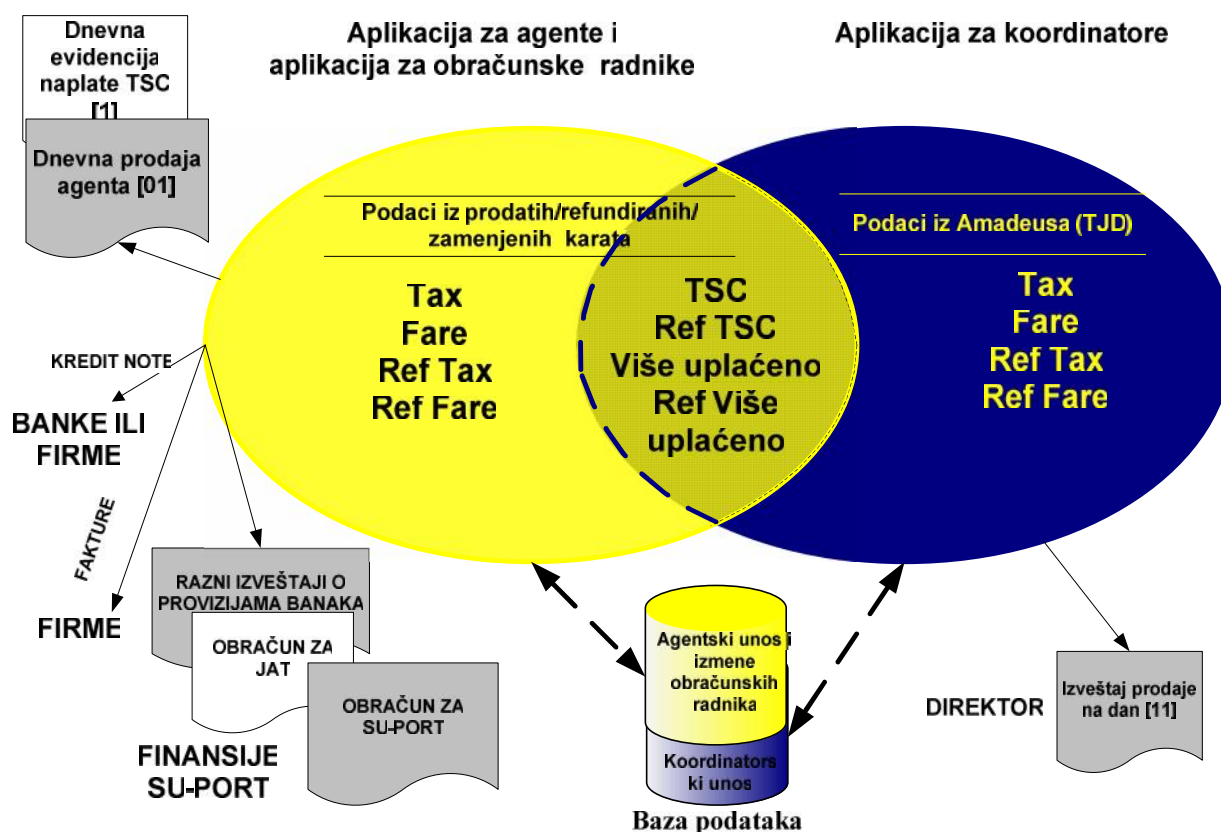 Dnevna
evidencija
naplate TSC
[1]
Dnevna prodaja
agenta [01]
Aplikacija za agente i
aplikacija za obračunske radnike
Aplikacija za koordinatore
Podaci iz prodatih/refundiranih/
zamenjenih karata
Tax
Fare
Ref Tax
Ref Fare
TSC
Ref TSC
Više uplaćeno
Ref Više
uplaćeno
Podaci iz Amadeusa (TJD)
Tax
Fare
Ref Tax
Ref Fare
KREDIT NOTE
BANKE ILI
FIRME
FAKTURE
FIRME
RAZNI IZVEŠTAJI O
PROVIZIJAMA BANAKA
OBRAČUN ZA
JAT
OBRAČUN ZA
SU-PORT
FINANSIJE
SU-PORT
Agentski unos i
izmene
obračunskih
radnika
Koordinators
ki unos
Baza podataka
DIREKTOR
Izveštaj prodaje
na dan [11]